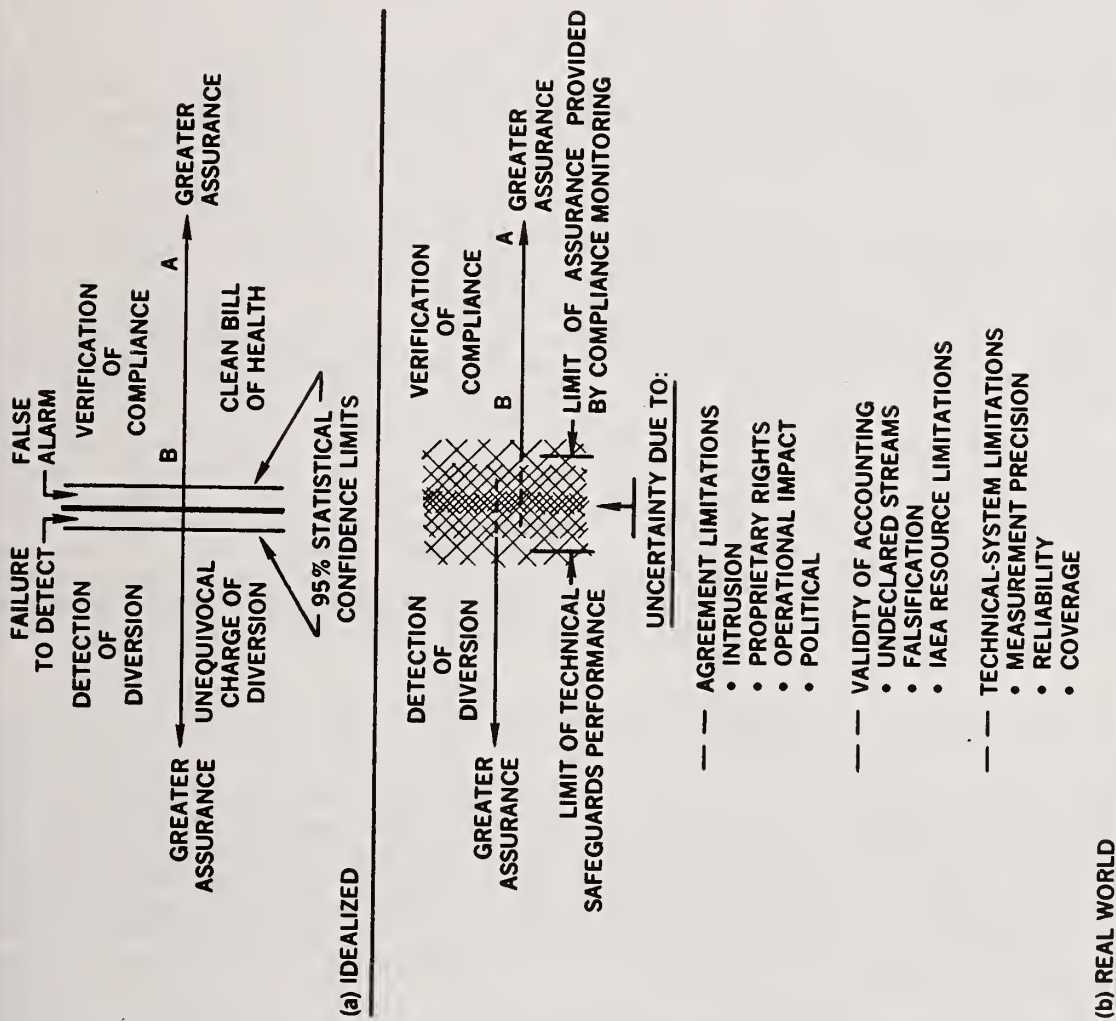 FAILURE
TO DETECT
FALSE
ALARM
DETECTION
OF
DIVERSION
VERIFICATION
OF
COMPLIANCE
B
A
GREATER
ASSURANCE
GREATER
ASSURANCE
UNEQUIVOCAL
CHARGE OF
DIVERSION
CLEAN BILL
OF HEALTH
95% STATISTICAL
CONFIDENCE LIMITS
(a) IDEALIZED
DETECTION
OF
DIVERSION
VERIFICATION
OF
COMPLIANCE
B
A
GREATER
ASSURANCE
GREATER
ASSURANCE
LIMIT OF TECHNICAL
SAFEGUARDS PERFORMANCE
LIMIT OF ASSURANCE PROVIDED
BY COMPLIANCE MONITORING
UNCERTAINTY DUE TO:
—— AGREEMENT LIMITATIONS
• INTRUSION
• PROPRIETARY RIGHTS
• OPERATIONAL IMPACT
• POLITICAL
—— VALIDITY OF ACCOUNTING
• UNDECLARED STREAMS
• FALSIFICATION
• IAEA RESOURCE LIMITATIONS
—— TECHNICAL-SYSTEM LIMITATIONS
• MEASUREMENT PRECISION
• RELIABILITY
• COVERAGE
(b) REAL WORLD